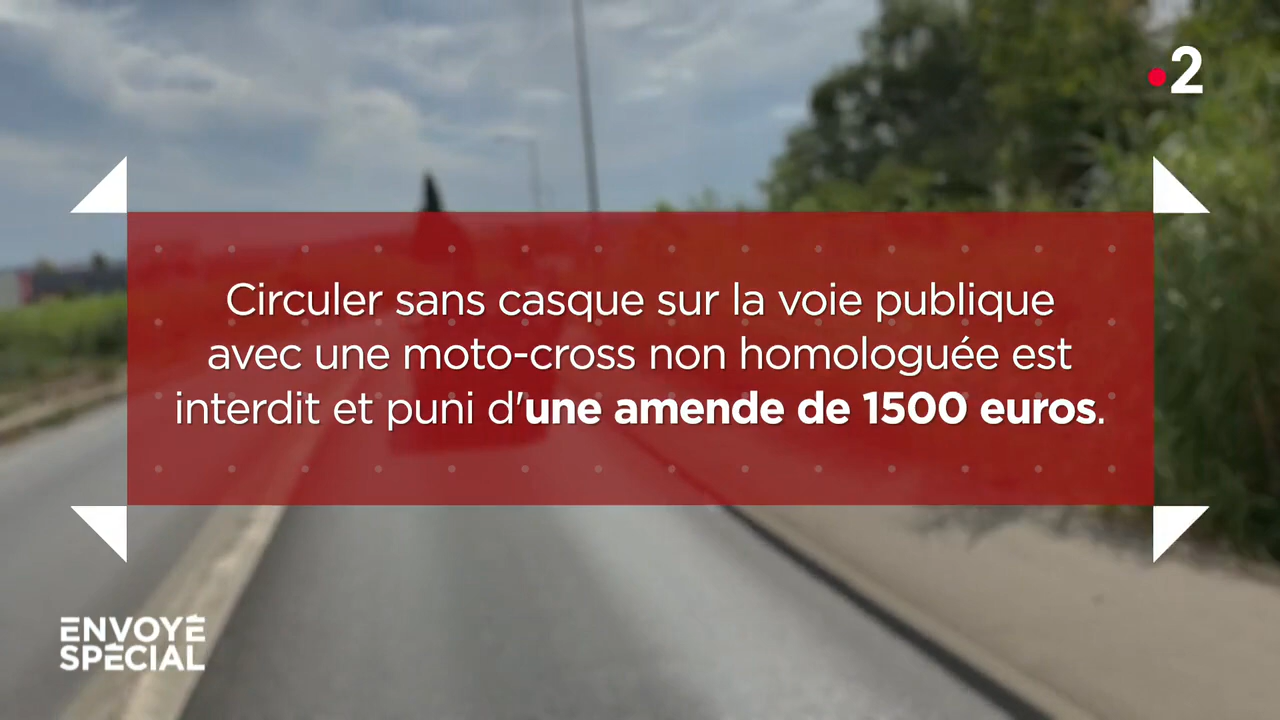 2
Circuler sans casque sur la voie publique
avec une moto-cross non homologuée est
interdit et puni d'une amende de 1500 euros.
ENVOYÉ
SPÉCIAL